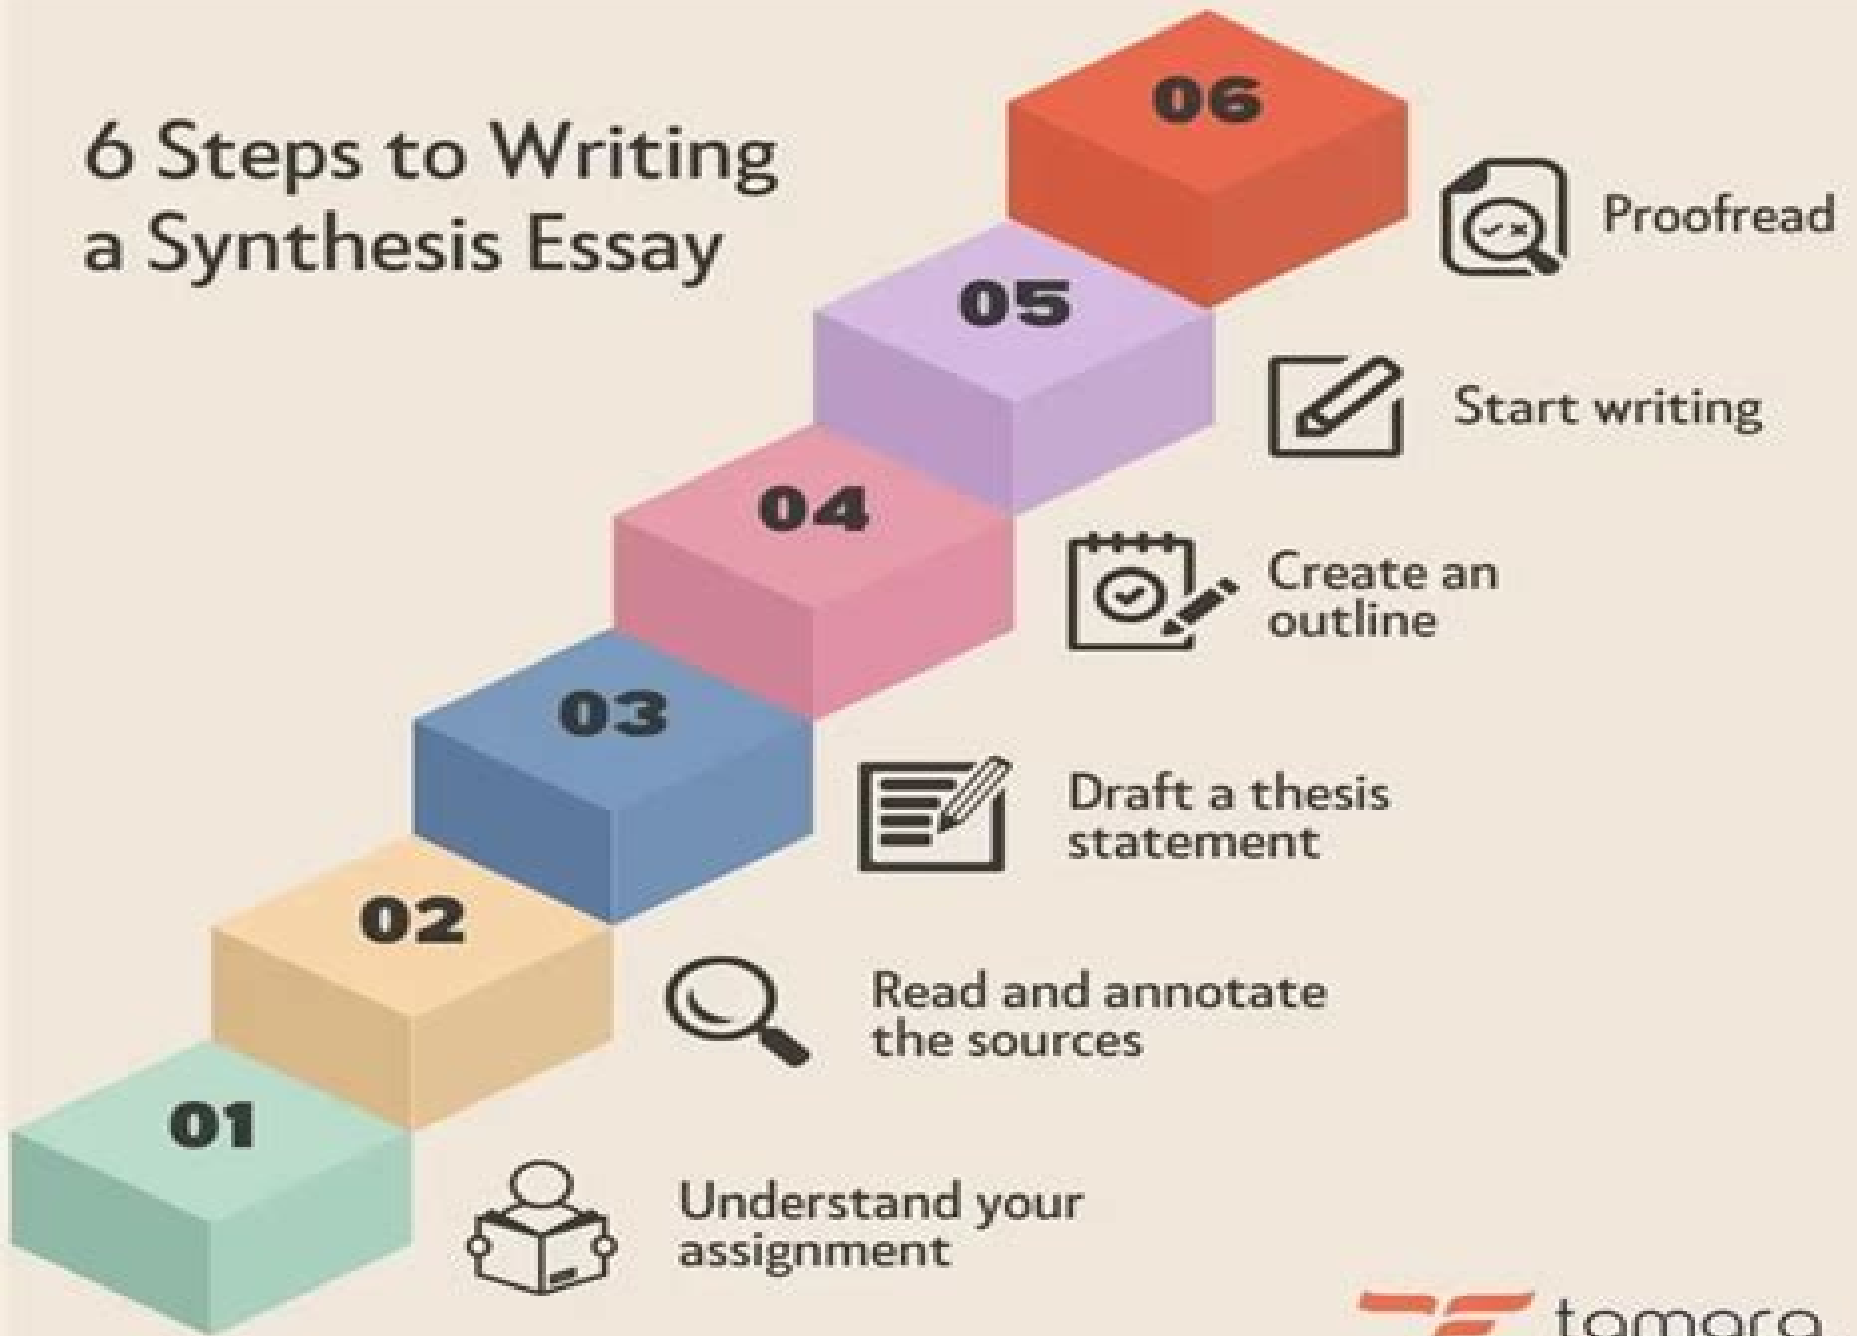 6 Steps to Writing
a Synthesis Essay
06
Proofread
05
Start writing
04
Create an
outline
03
Draft a thesis
statement
02
Read and annotate
the sources
01
Understand your
assignment